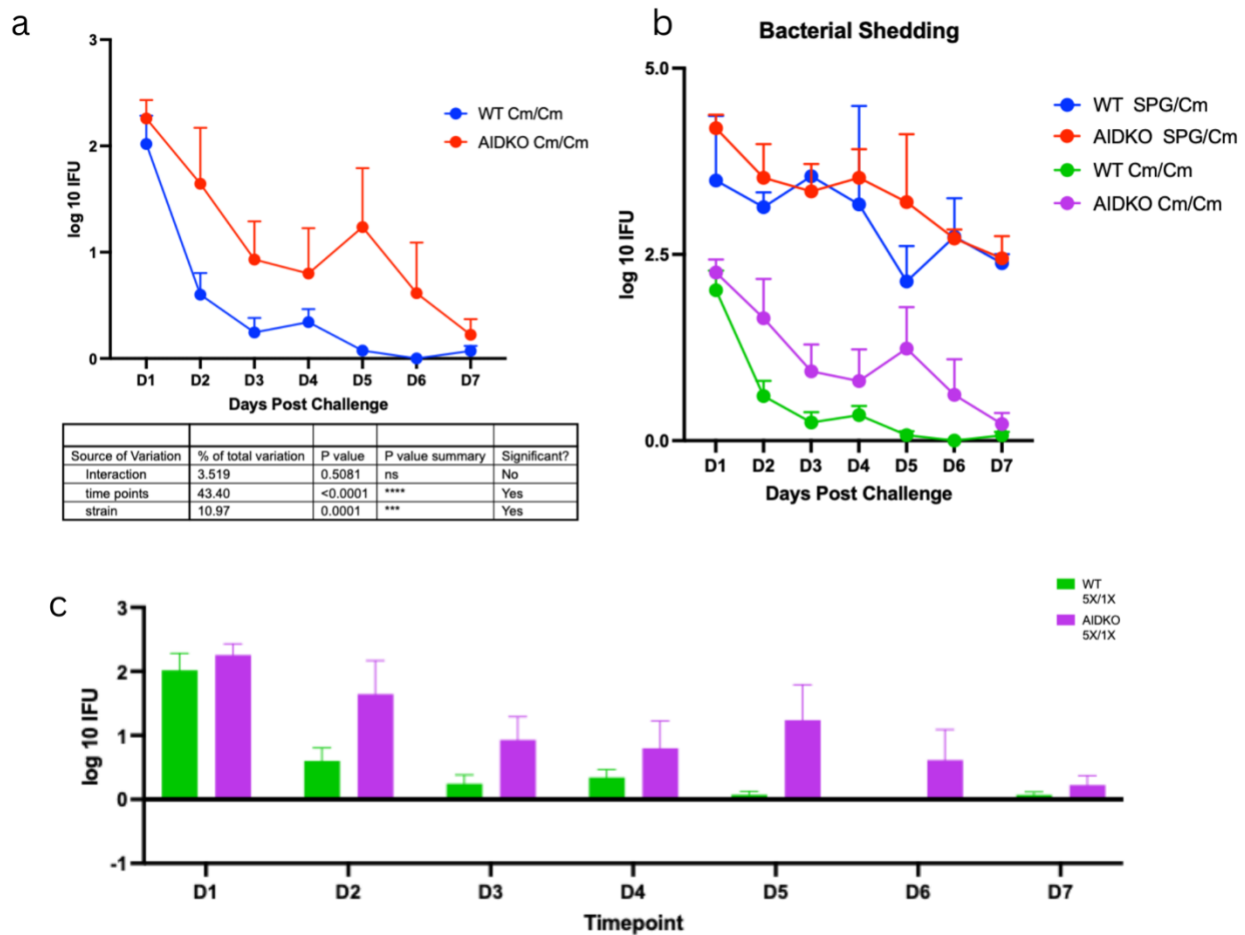 a
3
2
1
0
log 10 IFU
D1 D2 D3 D4 D5 D6 D7
Days Post Challenge
WT Cm/Cm
AIDKO Cm/Cm
Source of Variation % of total variation P value P value summary Significant?
Interaction 3.519 0.5081 ns No
time points 43.40 <0.0001 **** Yes
strain 10.97 0.0001 *** Yes
b
Bacterial Shedding
5.0
2.5
0.0
log 10 IFU
D1 D2 D3 D4 D5 D6 D7
Days Post Challenge
WT SPG/Cm
AIDKO SPG/Cm
WT Cm/Cm
AIDKO Cm/Cm
c
3
2
1
0
-1
log 10 IFU
D1 D2 D3 D4 D5 D6 D7
Timepoint
WT
5X/1X
AIDKO
5X/1X